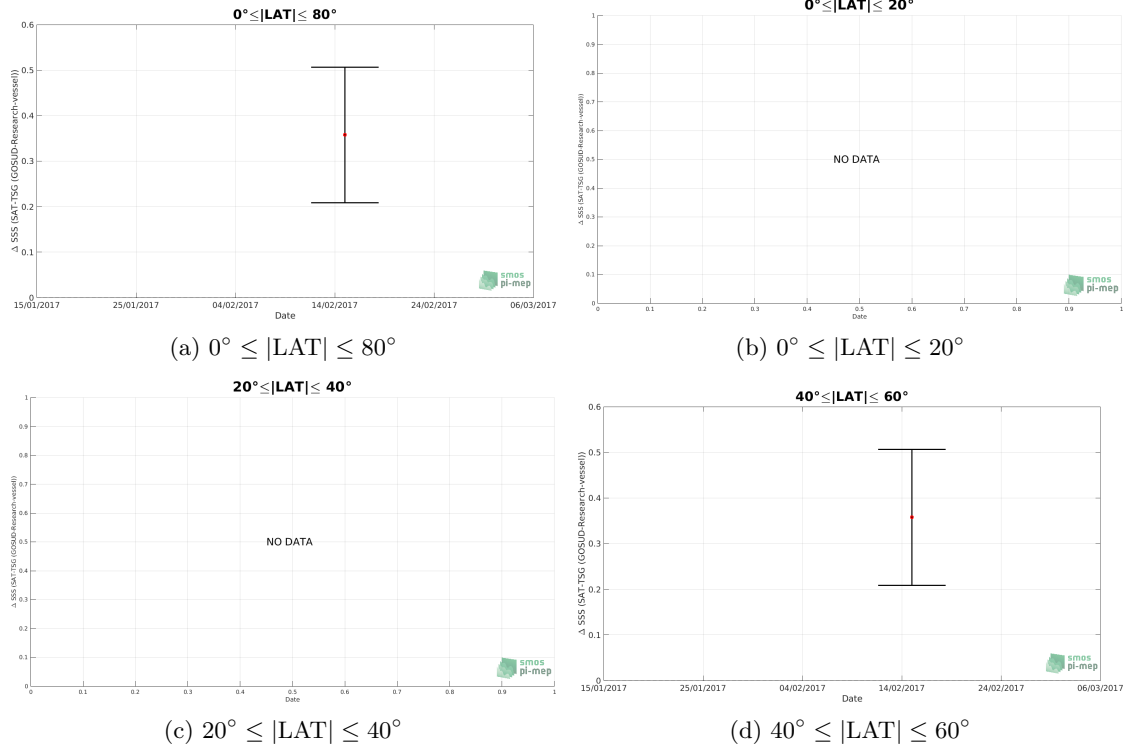 0°≤|LAT|≤ 80°
Δ SSS (SAT-TSG (GOSUD-Research-vessel))
0.6
0.5
0.4
0.3
0.2
0.1
0
15/01/2017 25/01/2017 04/02/2017 14/02/2017 24/02/2017 06/03/2017
Date
smos
pi-mep
(a) 0° ≤ |LAT| ≤ 80°
0°≤|LAT|≤ 20°
Δ SSS (SAT-TSG (GOSUD-Research-vessel))
1
0.9
0.8
0.7
0.6
0.5
0.4
0.3
0.2
0.1
0
NO DATA
0 0.1 0.2 0.3 0.4 0.5 0.6 0.7 0.8 0.9 1
Date
smos
pi-mep
(b) 0° ≤ |LAT| ≤ 20°
20°≤|LAT|≤ 40°
Δ SSS (SAT-TSG (GOSUD-Research-vessel))
1
0.9
0.8
0.7
0.6
0.5
0.4
0.3
0.2
0.1
0
NO DATA
0 0.1 0.2 0.3 0.4 0.5 0.6 0.7 0.8 0.9 1
Date
smos
pi-mep
(c) 20° ≤ |LAT| ≤ 40°
40°≤|LAT|≤ 60°
Δ SSS (SAT-TSG (GOSUD-Research-vessel))
0.6
0.5
0.4
0.3
0.2
0.1
0
15/01/2017 25/01/2017 04/02/2017 14/02/2017 24/02/2017 06/03/2017
Date
smos
pi-mep
(d) 40° ≤ |LAT| ≤ 60°